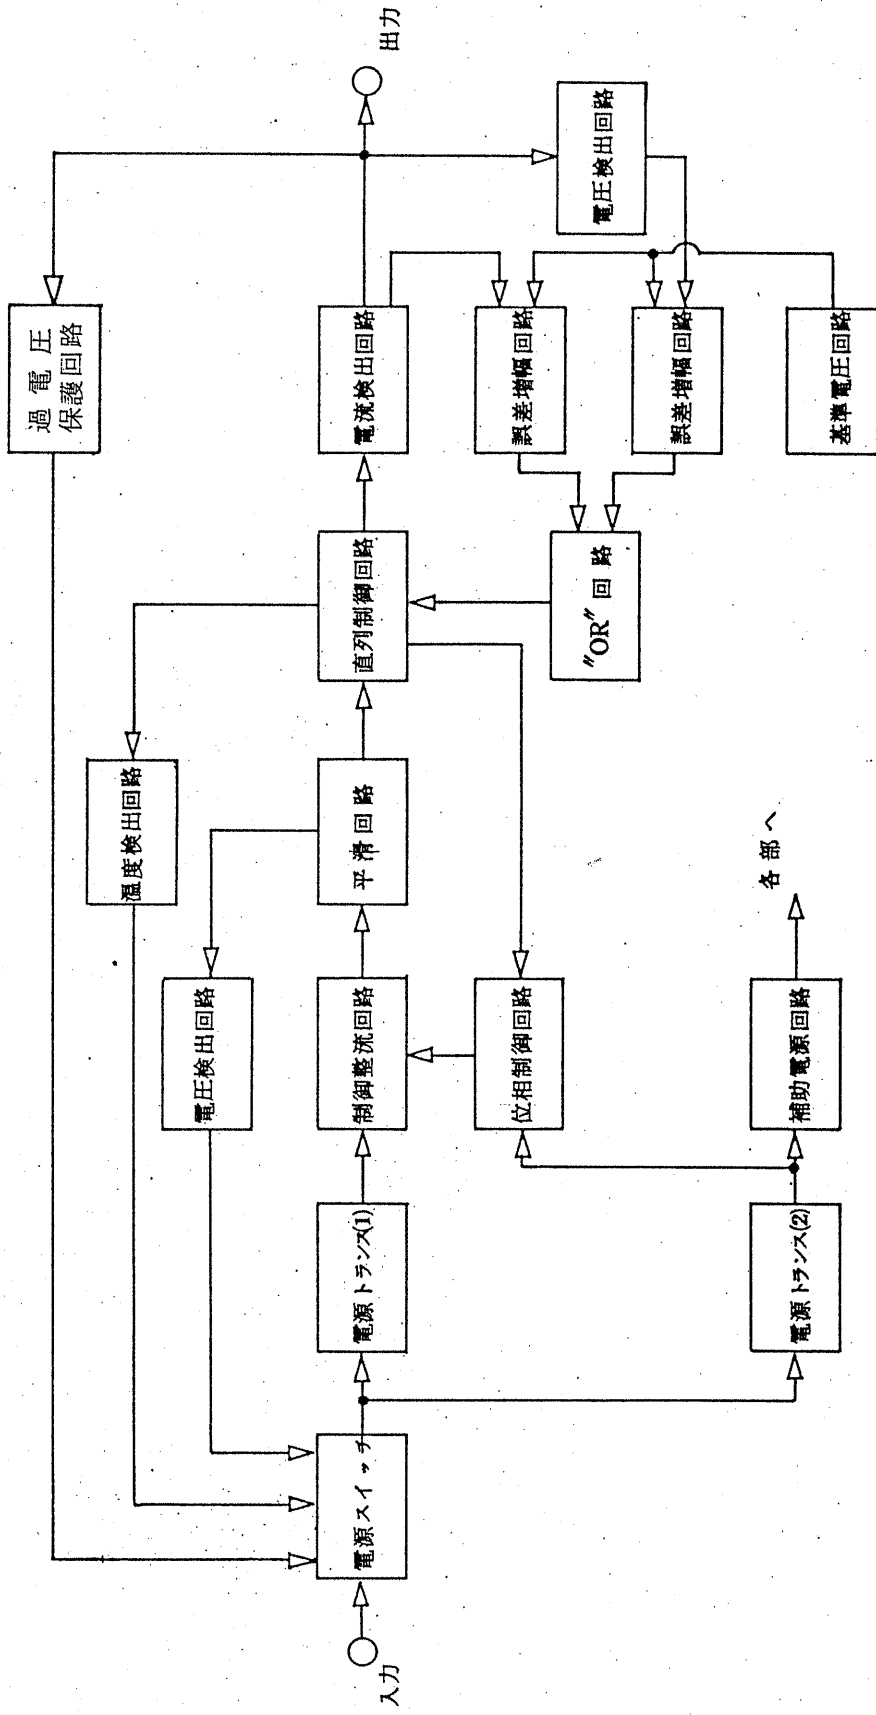 過電圧
保護回路
温度検出回路
電圧検出回路
入力
電源スイッチ
電源トランス(1)
制御整流回路
平滑回路
直列制御回路
電流検出回路
出力
位相制御回路
"OR"回路
誤差増幅回路
電圧検出回路
誤差増幅回路
電源トランス(2)
補助電源回路
各部へ
基準電圧回路